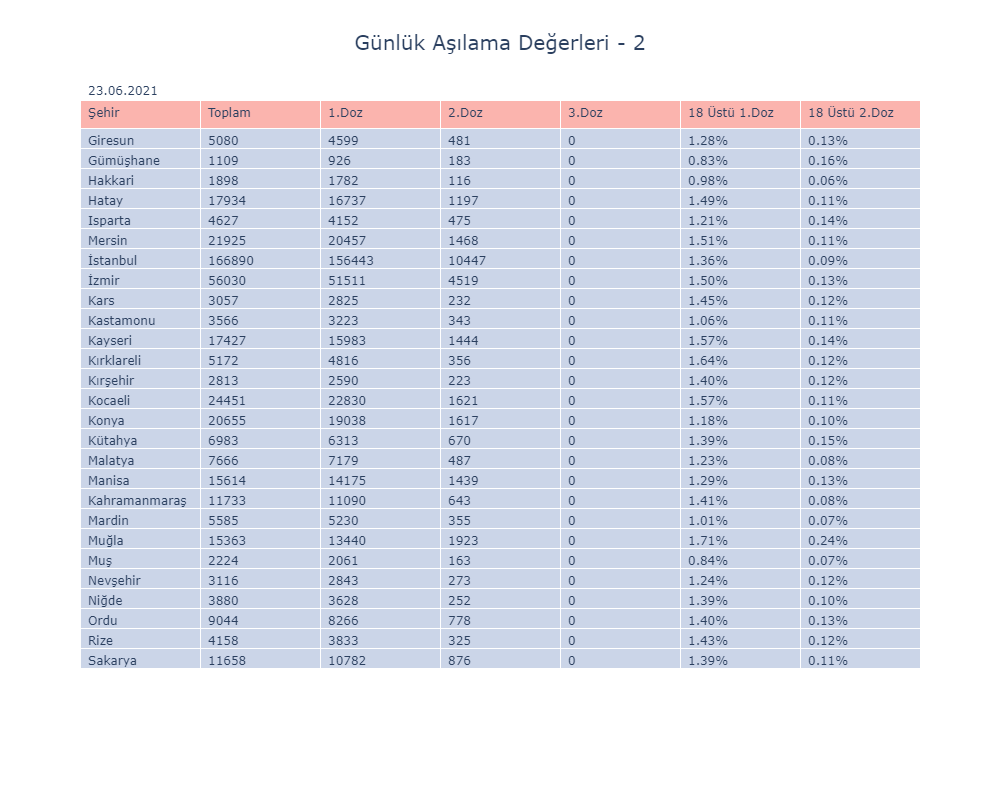 Günlük Aşılama Değerleri - 2
23.06.2021
Şehir Toplam 1.Doz 2.Doz 3.Doz 18 Üstü 1.Doz 18 Üstü 2.Doz
Giresun 5080 4599 481 0 1.28% 0.13%
Gümüşhane 1109 926 183 0 0.83% 0.16%
Hakkari 1898 1782 116 0 0.98% 0.06%
Hatay 17934 16737 1197 0 1.49% 0.11%
Isparta 4627 4152 475 0 1.21% 0.14%
Mersin 21925 20457 1468 0 1.51% 0.11%
İstanbul 166890 156443 10447 0 1.36% 0.09%
İzmir 56030 51511 4519 0 1.50% 0.13%
Kars 3057 2825 232 0 1.45% 0.12%
Kastamonu 3566 3223 343 0 1.06% 0.11%
Kayseri 17427 15983 1444 0 1.57% 0.14%
Kırklareli 5172 4816 356 0 1.64% 0.12%
Kırşehir 2813 2590 223 0 1.40% 0.12%
Kocaeli 24451 22830 1621 0 1.57% 0.11%
Konya 20655 19038 1617 0 1.18% 0.10%
Kütahya 6983 6313 670 0 1.39% 0.15%
Malatya 7666 7179 487 0 1.23% 0.08%
Manisa 15614 14175 1439 0 1.29% 0.13%
Kahramanmaraş 11733 11090 643 0 1.41% 0.08%
Mardin 5585 5230 355 0 1.01% 0.07%
Muğla 15363 13440 1923 0 1.71% 0.24%
Muş 2224 2061 163 0 0.84% 0.07%
Nevşehir 3116 2843 273 0 1.24% 0.12%
Niğde 3880 3628 252 0 1.39% 0.10%
Ordu 9044 8266 778 0 1.40% 0.13%
Rize 4158 3833 325 0 1.43% 0.12%
Sakarya 11658 10782 876 0 1.39% 0.11%